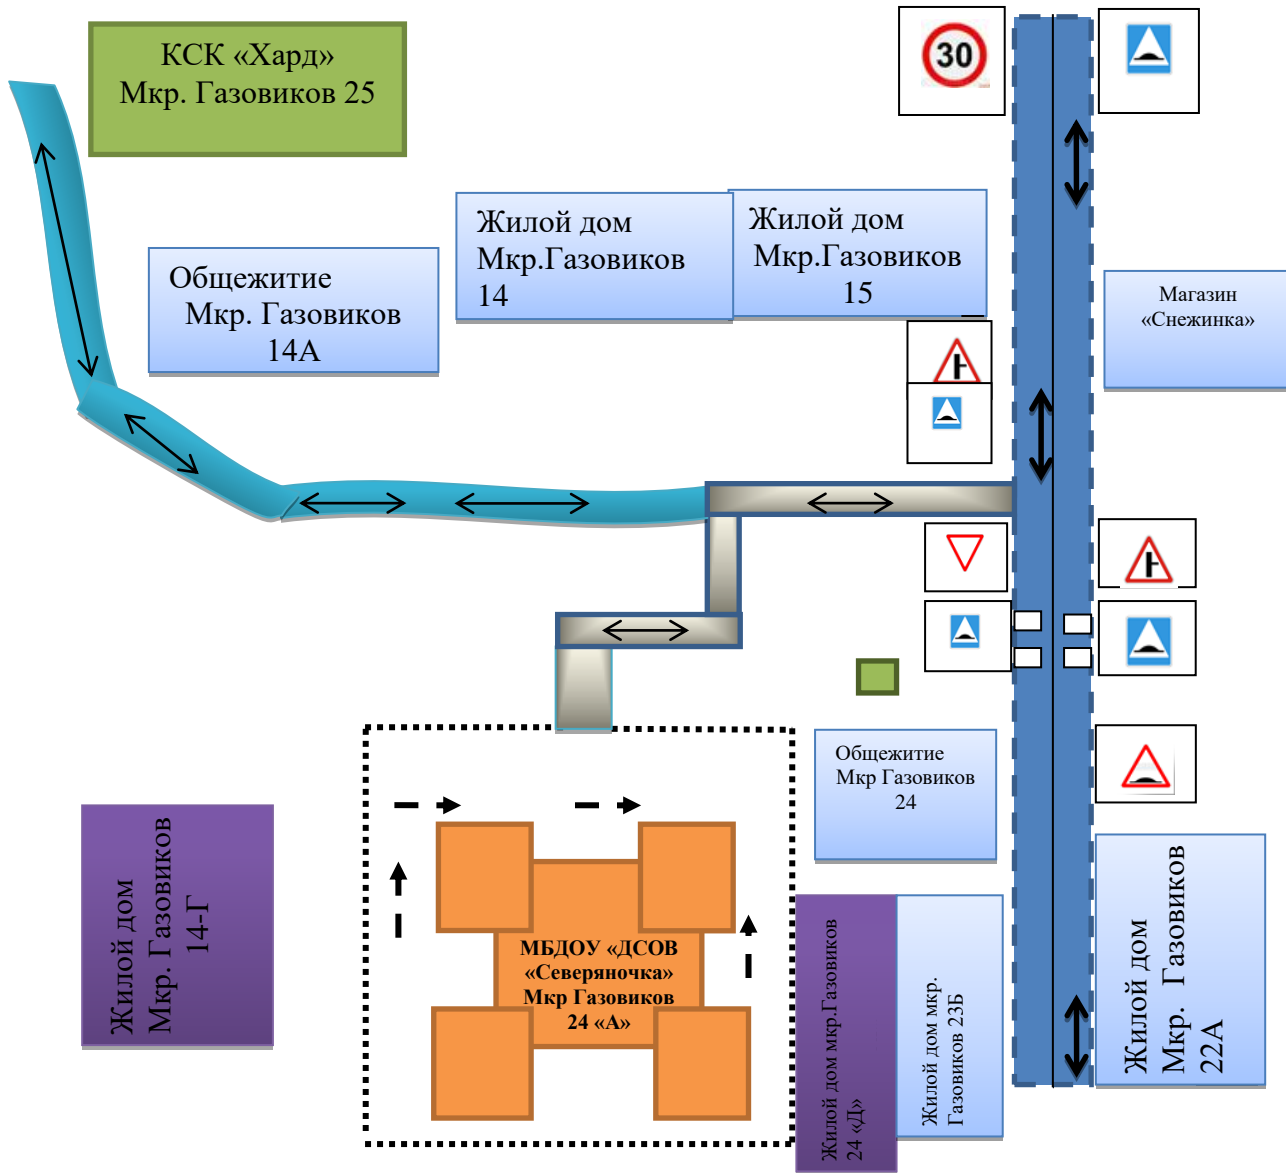 КСК «Хард»
Мкр. Газовиков 25
30
Жилой дом
Мкр.Газовиков
14
Жилой дом
Мкр.Газовиков
15
Общежитие
Мкр. Газовиков
14А
Магазин
«Снежинка»
Общежитие
Мкр Газовиков
24
Жилой дом
Мкр. Газовиков
14-Г
МБДОУ «ДСОВ
«Северяночка»
Мкр Газовиков
24 «А»
Жилой дом мкр.Газовиков
24 «Д»
Жилой дом мкр.
Газовиков 23Б
Жилой дом
Мкр. Газовиков
22А